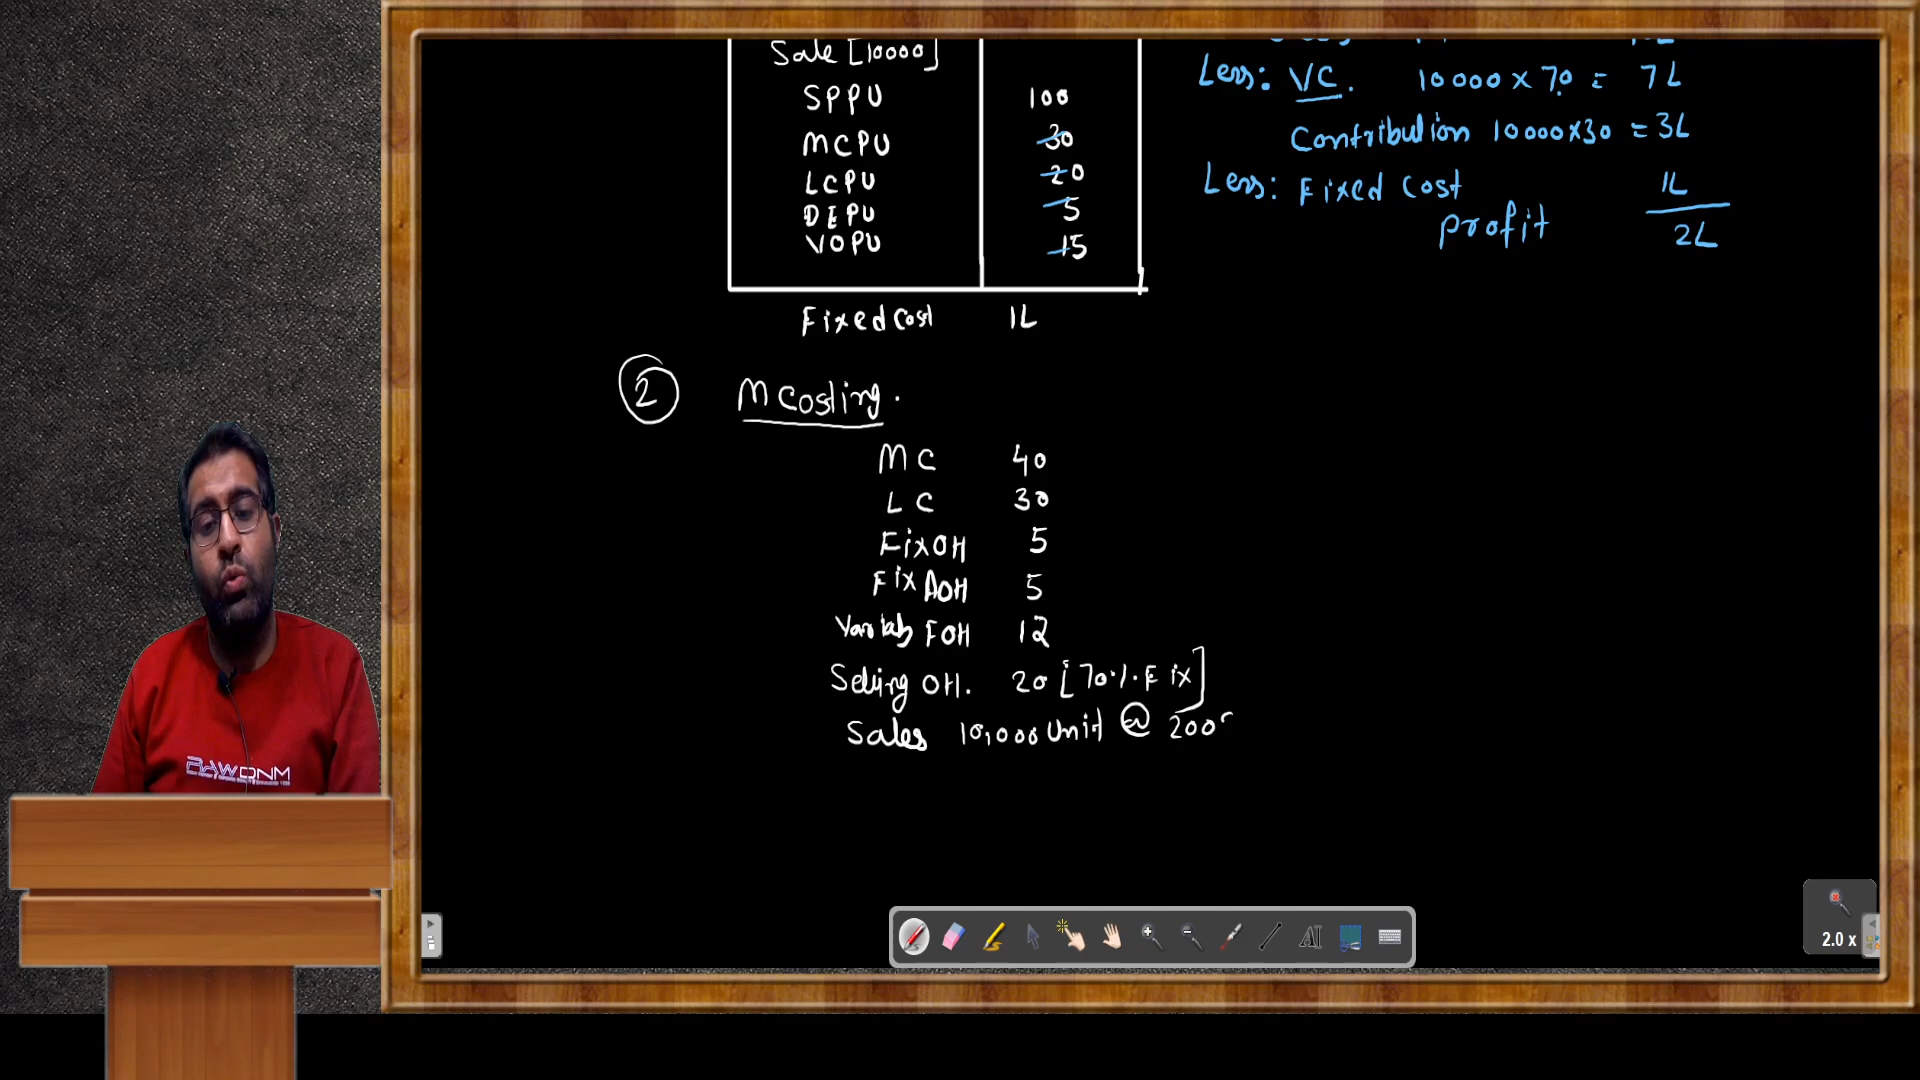 Sale [10000]
SPPU 100
MCPU 30
LCPU 20
DEPU 5
VOPU 15
Fixed Cost 1L
Less: VC. 10000 x 70 = 7L
Contribution 10000x30 = 3L
Less: Fixed Cost 1L
Profit 2L
2 M Costing.
MC 40
LC 30
Fix OH 5
Fix AOH 5
FOH 12
Selling OH. 20 [70% Fix]
Sales 10,000 Unit @ 200
RAWDNM
2.0 x